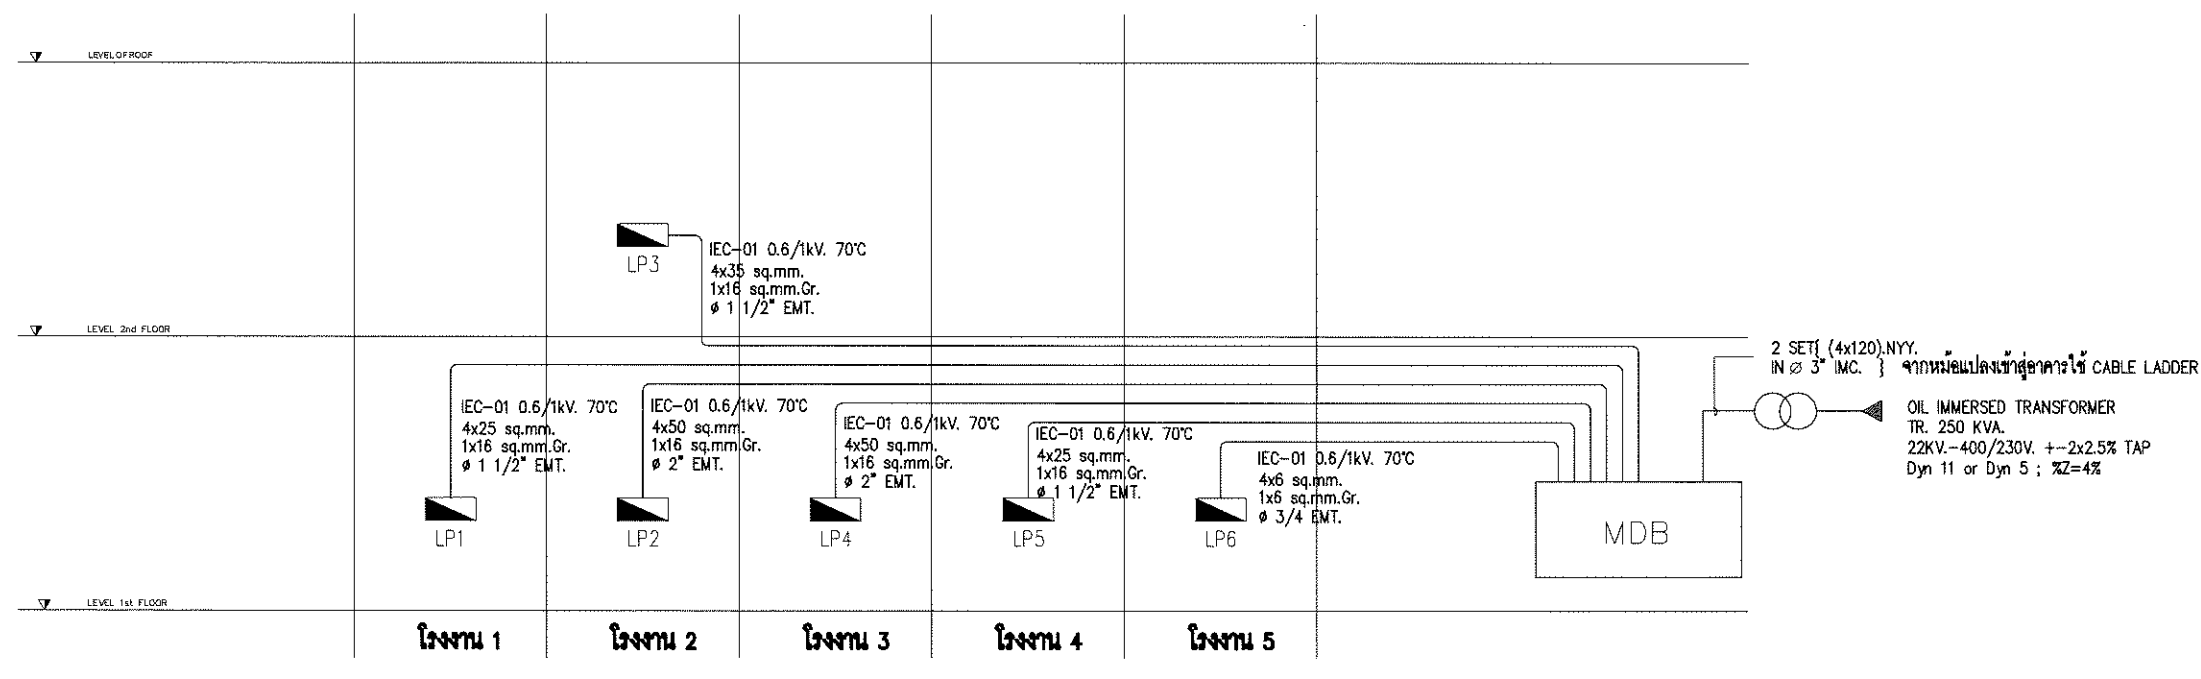 LEVEL OF ROOF
IEC-01 0.6/1kV. 70°C
4x35 sq.mm.
1x16 sq.mm.Gr.
ø 1 1/2" EMT.
LP3
LEVEL 2nd FLOOR
2 SET{ (4x120).NYY.
IN ø 3" IMC. } จากหม้อแปลงเข้าสู่อาคารใช้ CABLE LADDER
OIL IMMERSED TRANSFORMER
TR. 250 KVA.
22KV.-400/230V. +-2x2.5% TAP
Dyn 11 or Dyn 5 ; %Z=4%
IEC-01 0.6/1kV. 70°C
4x25 sq.mm.
1x16 sq.mm.Gr.
ø 1 1/2" EMT.
LP1
IEC-01 0.6/1kV. 70°C
4x50 sq.mm.
1x16 sq.mm.Gr.
ø 2" EMT.
LP2
IEC-01 0.6/1kV. 70°C
4x50 sq.mm.
1x16 sq.mm.Gr.
ø 2" EMT.
LP4
IEC-01 0.6/1kV. 70°C
4x25 sq.mm.
1x16 sq.mm.Gr.
ø 1 1/2" EMT.
LP5
IEC-01 0.6/1kV. 70°C
4x6 sq.mm.
1x6 sq.mm.Gr.
ø 3/4 EMT.
LP6
MDB
LEVEL 1st FLOOR
โรงงาน 1
โรงงาน 2
โรงงาน 3
โรงงาน 4
โรงงาน 5